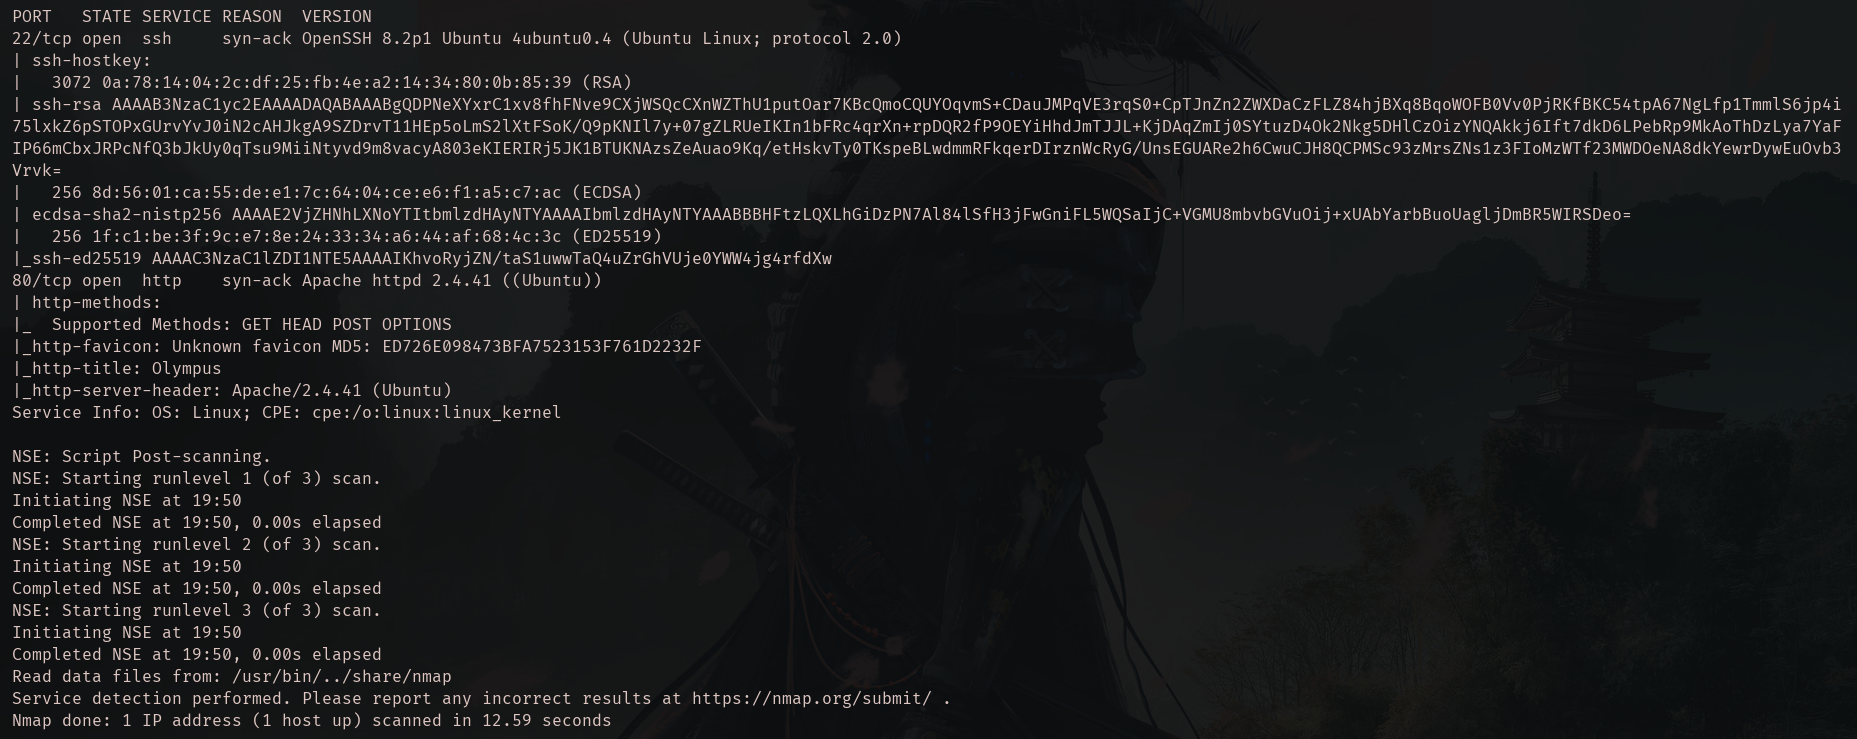 PORT   STATE SERVICE REASON  VERSION
22/tcp open  ssh     syn-ack OpenSSH 8.2p1 Ubuntu 4ubuntu0.4 (Ubuntu Linux; protocol 2.0)
| ssh-hostkey:
|   3072 0a:78:14:04:2c:df:25:fb:4e:a2:14:34:80:0b:85:39 (RSA)
| ssh-rsa AAAAB3NzaC1yc2EAAAADAQABAAABgQDPNeXYxrC1xv8fhFNve9CXjWSQcCXnWZThU1putOar7KBcQmoCQUYOqvmS+CDauJMPqVE3rqS0+CpTJnZn2ZWXDaCzFLZ84hjBXq8BqoWOFB0Vv0PjRKfBKC54tpA67NgLfp1TmmlS6jp4i
75lxkZ6pSTOPxGUrvYvJ0iN2cAHJkgA9SZDrvT11HEp5oLmS2lXtFSoK/Q9pKNIl7y+07gZLRUeIKIn1bFRc4qrXn+rpDQR2fP9OEYiHhdJmTJJL+KjDAqZmIj0SYtuzD4Ok2Nkg5DHlCzOizYNQAkkj6Ift7dkD6LPebRp9MkAoThDzLya7YaF
IP66mCbxJRPcNfQ3bJkUy0qTsu9MiiNtyvd9m8vacyA803eKIERIRj5JK1BTUKNAzsZeAuao9Kq/etHskvTy0TKspeBLwdmmRFkqerDIrznWcRyG/UnsEGUARe2h6CwuCJH8QCPMSc93zMrsZNs1z3FIoMzWTf23MWDOeNA8dkYewrDywEuOvb3
Vrvk=
|   256 8d:56:01:ca:55:de:e1:7c:64:04:ce:e6:f1:a5:c7:ac (ECDSA)
| ecdsa-sha2-nistp256 AAAAE2VjZHNhLXNoYTItbmlzdHAyNTYAAAAIbmlzdHAyNTYAAABBBHFtzLQXLhGiDzPN7Al84lSfH3jFwGniFL5WQSaIjC+VGMU8mbvbGVuOij+xUAbYarbBuoUagljDmBR5WIRSDeo=
|   256 1f:c1:be:3f:9c:e7:8e:24:33:34:a6:44:af:68:4c:3c (ED25519)
|_ssh-ed25519 AAAAC3NzaC1lZDI1NTE5AAAAIKhvoRyjZN/taS1uwwTaQ4uZrGhVUje0YWW4jg4rfdXw
80/tcp open  http    syn-ack Apache httpd 2.4.41 ((Ubuntu))
| http-methods:
|_  Supported Methods: GET HEAD POST OPTIONS
|_http-favicon: Unknown favicon MD5: ED726E098473BFA7523153F761D2232F
|_http-title: Olympus
|_http-server-header: Apache/2.4.41 (Ubuntu)
Service Info: OS: Linux; CPE: cpe:/o:linux:linux_kernel
NSE: Script Post-scanning.
NSE: Starting runlevel 1 (of 3) scan.
Initiating NSE at 19:50
Completed NSE at 19:50, 0.00s elapsed
NSE: Starting runlevel 2 (of 3) scan.
Initiating NSE at 19:50
Completed NSE at 19:50, 0.00s elapsed
NSE: Starting runlevel 3 (of 3) scan.
Initiating NSE at 19:50
Completed NSE at 19:50, 0.00s elapsed
Read data files from: /usr/bin/../share/nmap
Service detection performed. Please report any incorrect results at https://nmap.org/submit/ .
Nmap done: 1 IP address (1 host up) scanned in 12.59 seconds